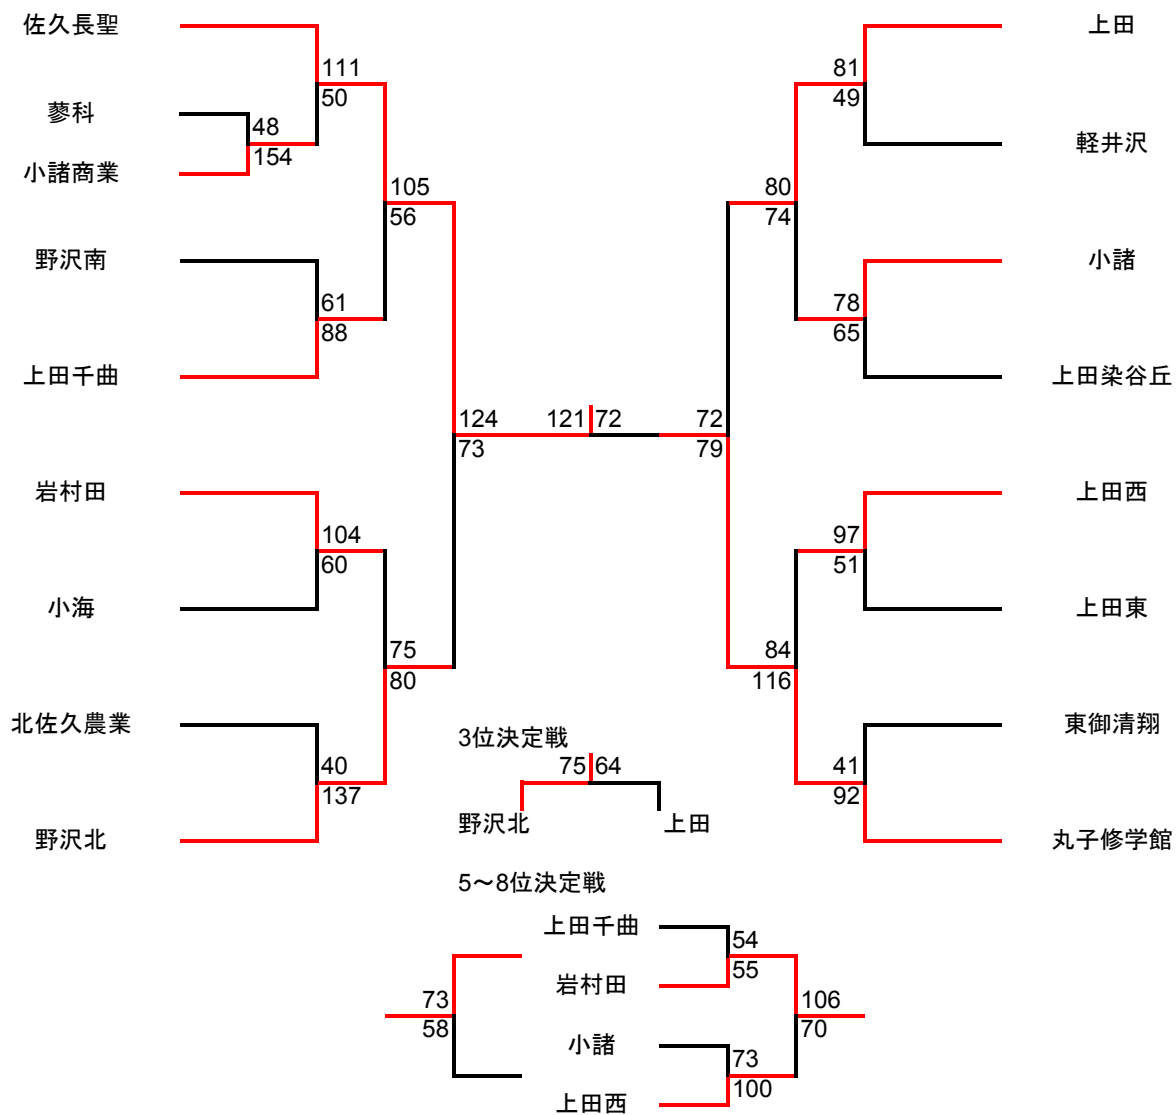 佐久長聖
上田
111
81
50
49
蓼科
48
軽井沢
154
小諸商業
105
80
56
74
野沢南
小諸
61
78
88
65
上田千曲
上田染谷丘
124
121
72
72
73
79
岩村田
上田西
104
97
60
51
小海
上田東
75
84
80
116
北佐久農業
東御清翔
3位決定戦
40
75
64
41
137
92
野沢北
上田
野沢北
丸子修学館
5～8位決定戦
上田千曲
54
55
岩村田
73
106
58
70
小諸
73
100
上田西